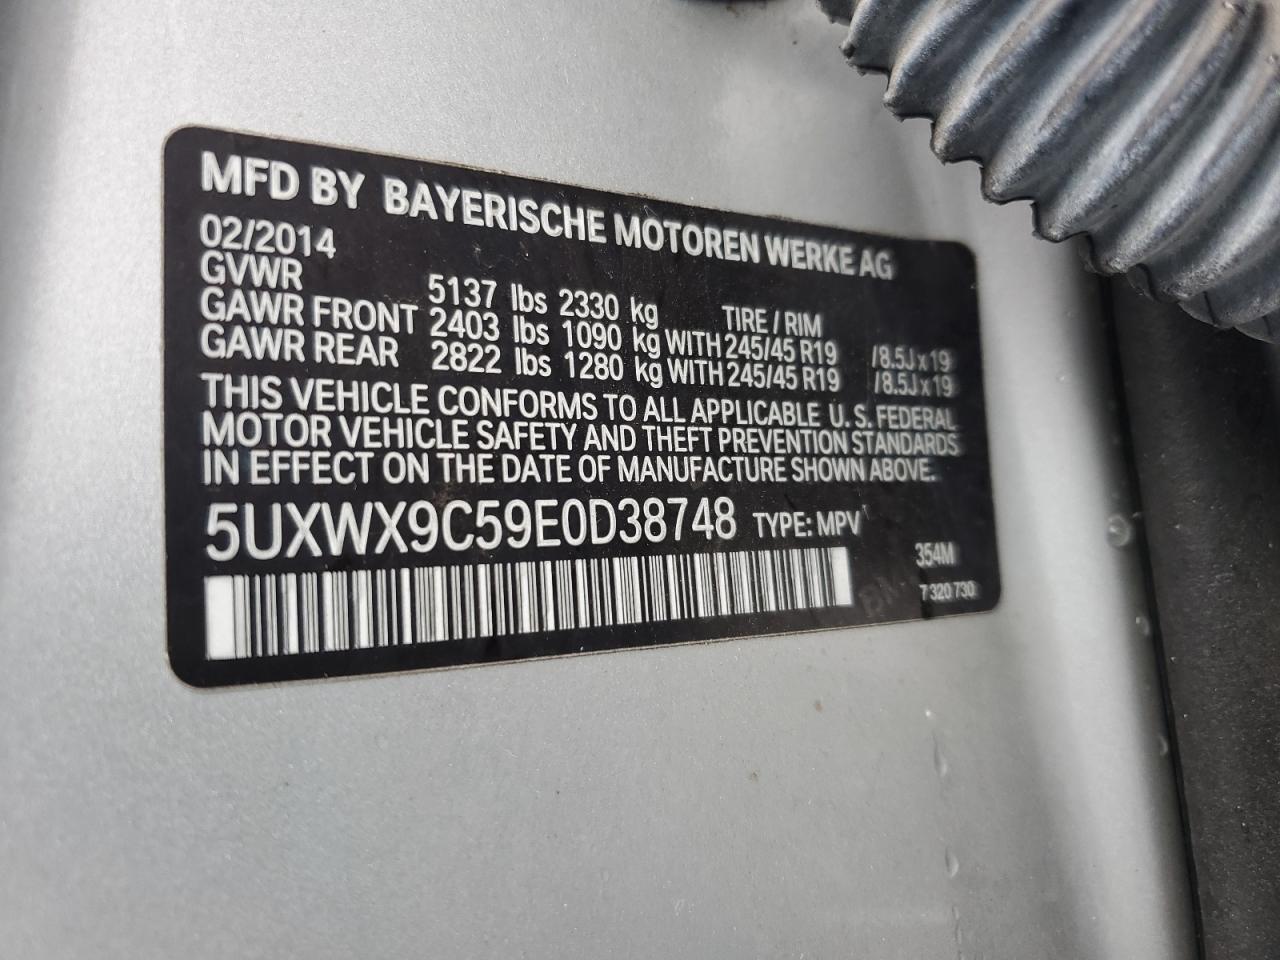 MFD BY BAYERISCHE MOTOREN WERKE AG
02/2014
GVWR 5137 lbs 2330 kg TIRE / RIM
GAWR FRONT 2403 lbs 1090 kg WITH 245/45 R19 /8.5J x 19
GAWR REAR 2822 lbs 1280 kg WITH 245/45 R19 /8.5J x 19
THIS VEHICLE CONFORMS TO ALL APPLICABLE U.S. FEDERAL
MOTOR VEHICLE SAFETY AND THEFT PREVENTION STANDARDS
IN EFFECT ON THE DATE OF MANUFACTURE SHOWN ABOVE.
5UXWX9C59E0D38748 TYPE: MPV
354M
7 320 730